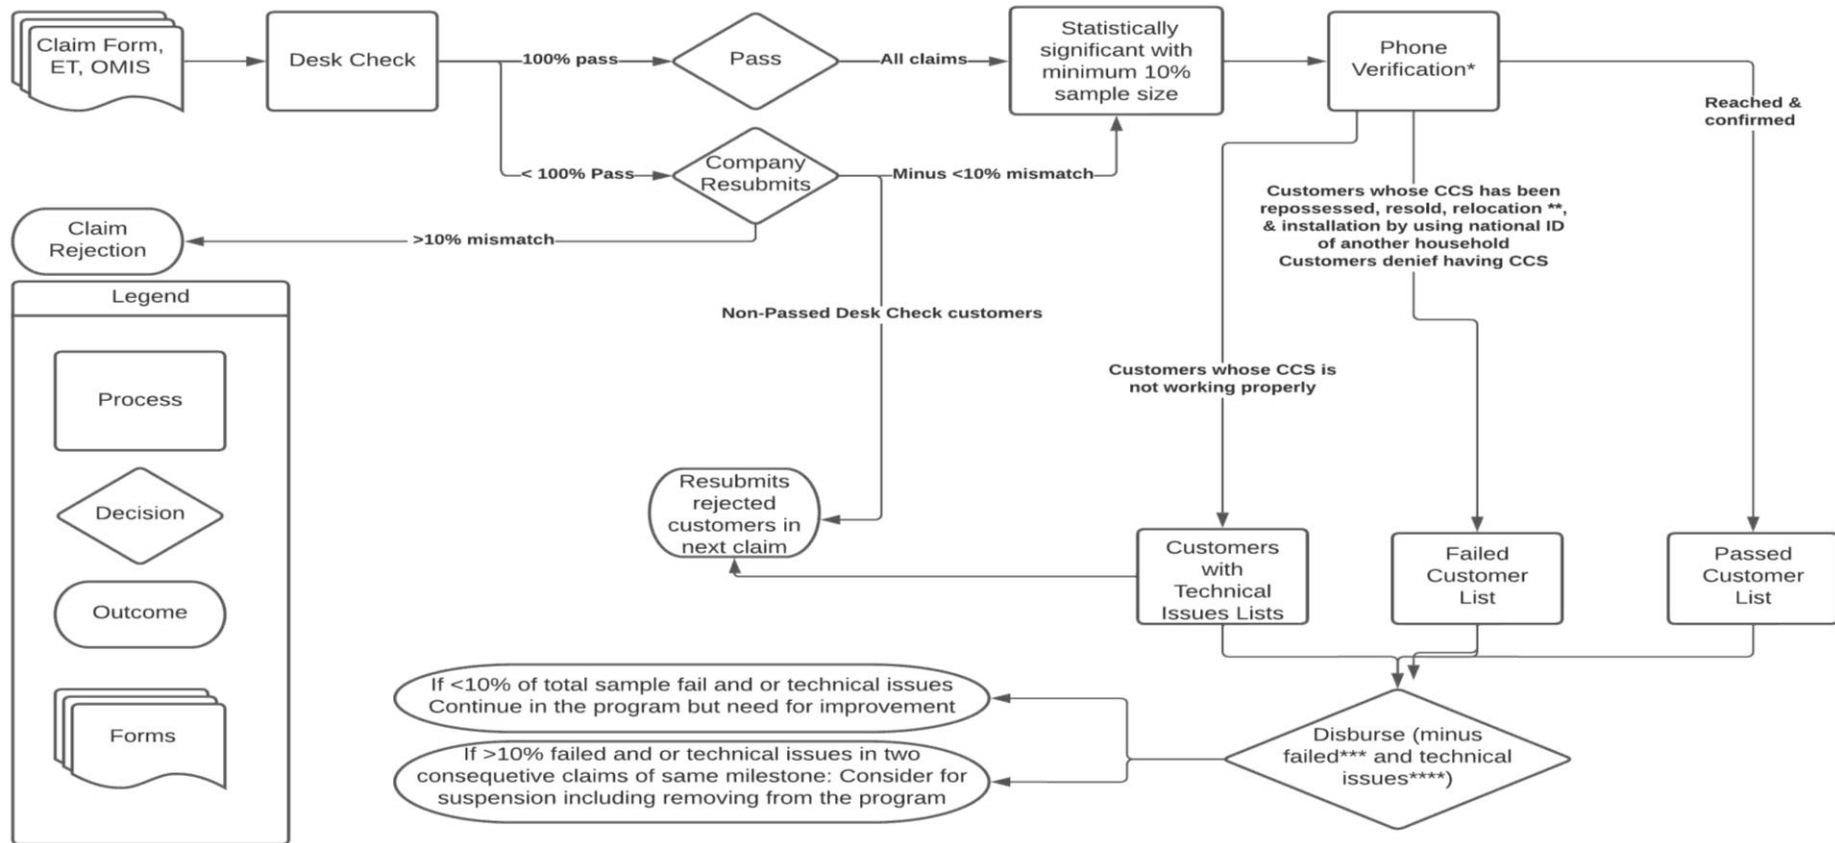 Claim Form,
ET, OMIS
Desk Check
100% pass
Pass
All claims
Statistically
significant with
minimum 10%
sample size
Phone
Verification*
Reached &
confirmed
< 100% Pass
Company
Resubmits
Minus <10% mismatch
Claim
Rejection
>10% mismatch
Customers whose CCS has been
repossessed, resold, relocation **,
& installation by using national ID
of another household
Customers denief having CCS
Non-Passed Desk Check customers
Customers whose CCS is
not working properly
Legend
Process
Decision
Outcome
Forms
Resubmits
rejected
customers in
next claim
Customers
with
Technical
Issues Lists
Failed
Customer
List
Passed
Customer
List
If <10% of total sample fail and or technical issues
Continue in the program but need for improvement
If >10% failed and or technical issues in two
consequetive claims of same milestone: Consider for
suspension including removing from the program
Disburse (minus
failed*** and technical
issues****)